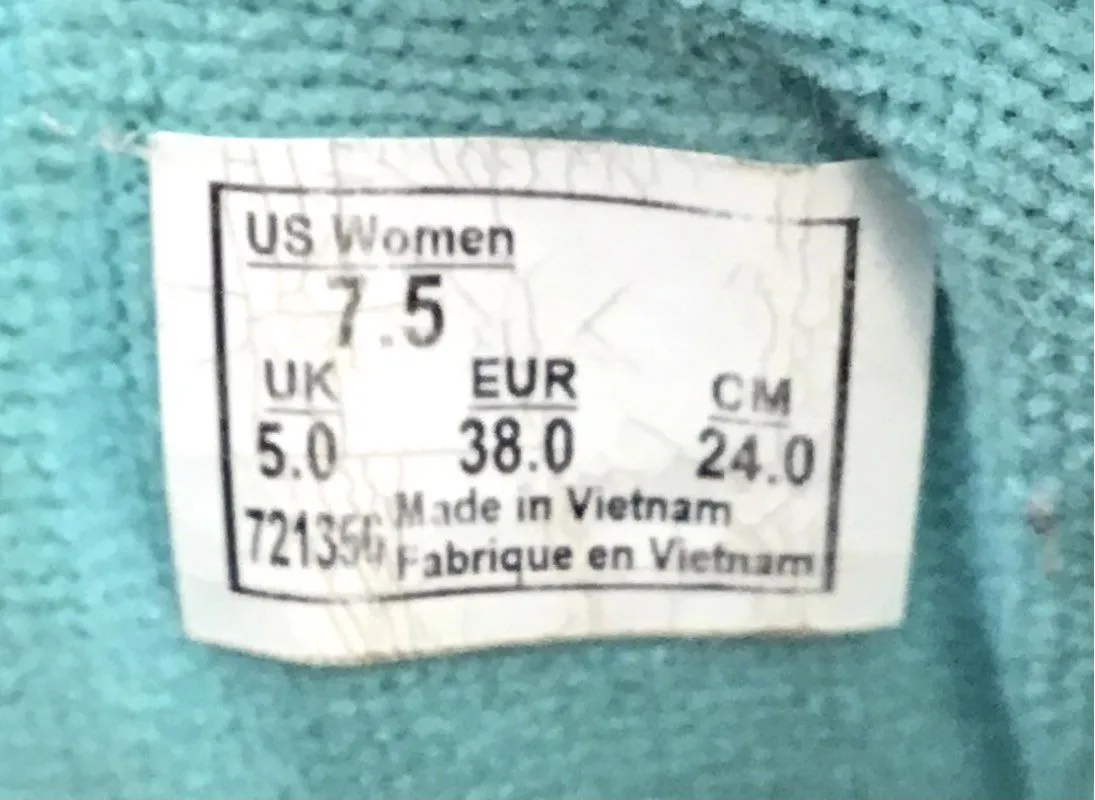 US Women
7.5
UK EUR CM
5.0 38.0 24.0
721356 Made in Vietnam
Fabrique en Vietnam